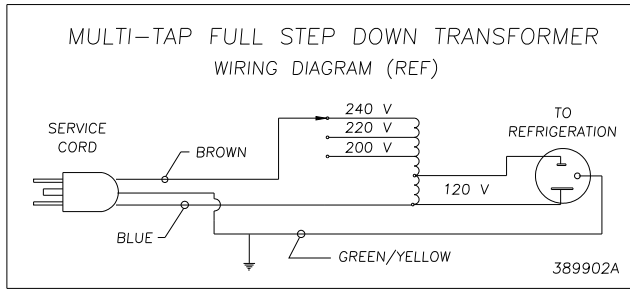 MULTI-TAP FULL STEP DOWN TRANSFORMER
WIRING DIAGRAM (REF)
SERVICE
CORD
BROWN
BLUE
240 V
220 V
200 V
120 V
TO
REFRIGERATION
GREEN/YELLOW
389902A